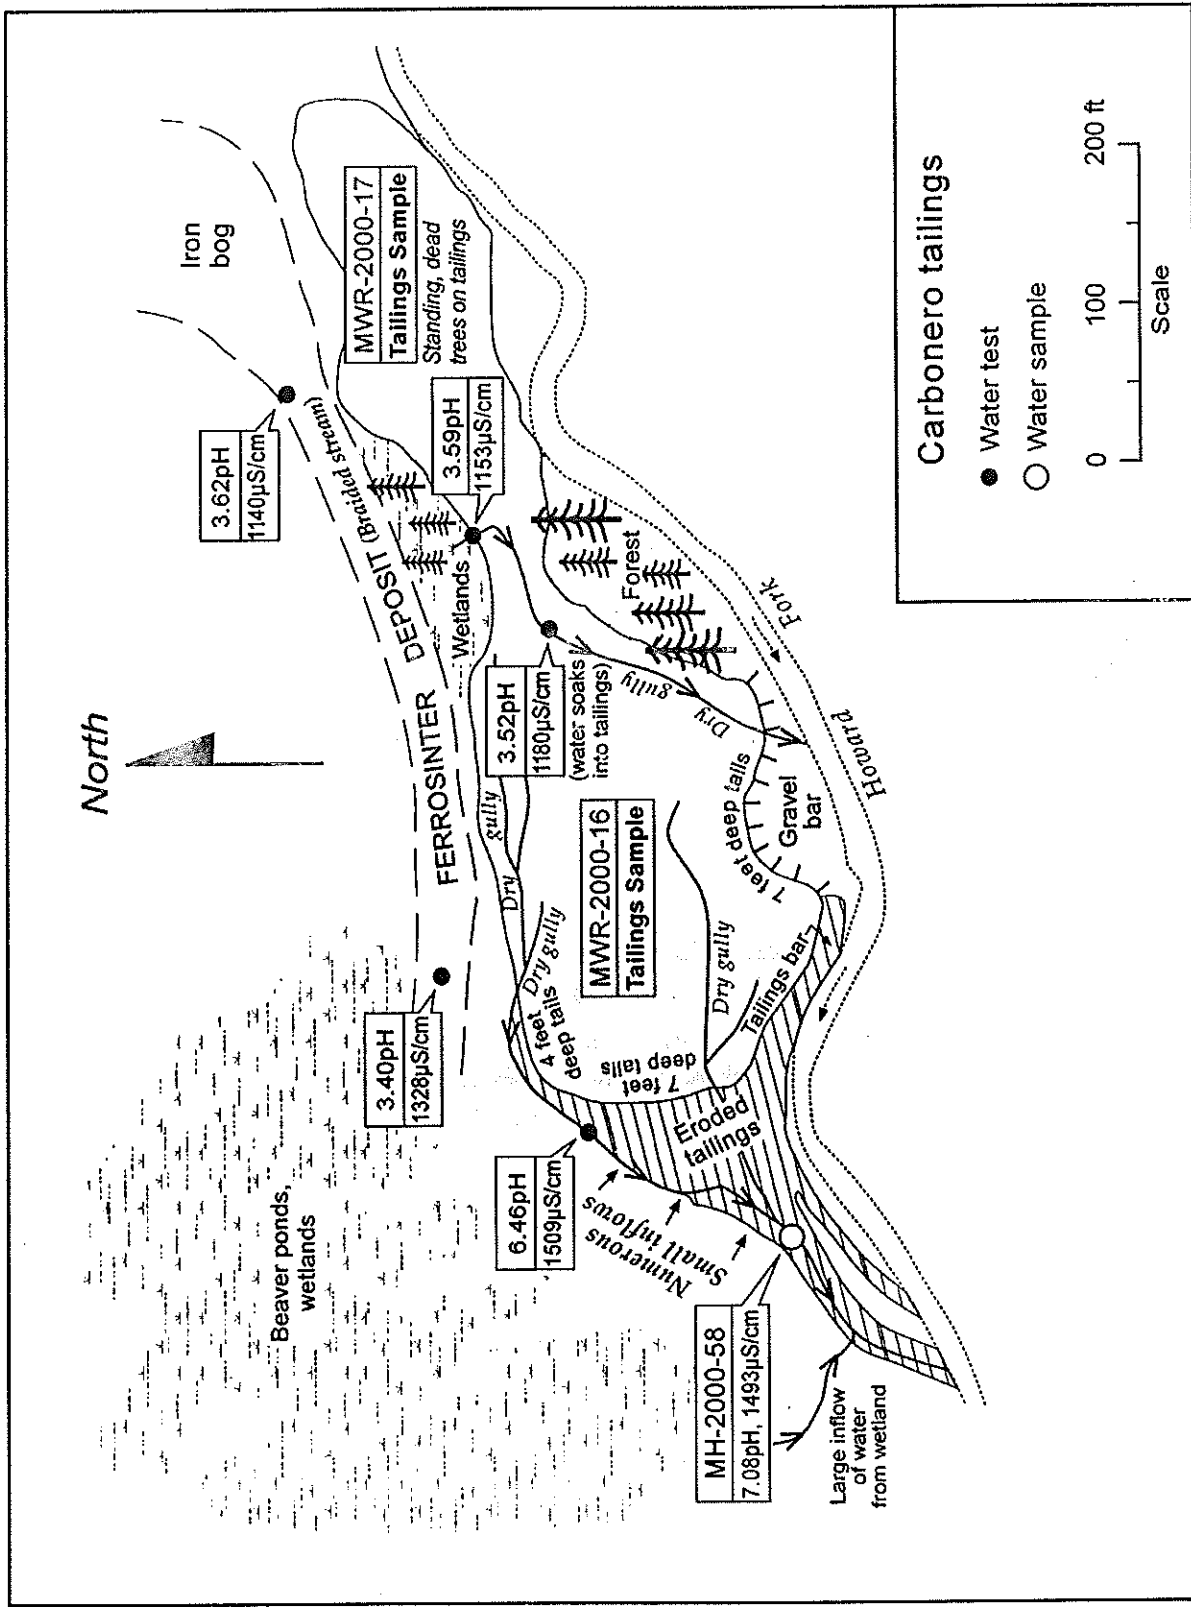 North
Iron
bog
3.62pH
1140µS/cm
FERROSINTER DEPOSIT (Braided stream)
MWR-2000-17
Tailings Sample
Standing, dead
trees on tailings
3.59pH
1153µS/cm
Wetlands
3.52pH
1180µS/cm
(water soaks
into tailings)
Forest
Dry gully
Dry gully
Dry gully
Dry gully
3.40pH
1328µS/cm
Beaver ponds,
wetlands
MWR-2000-16
Tailings Sample
4 feet
deep tails
7 feet
deep tails
7 feet deep tails
Gravel
bar
Tailings bar
Eroded
tailings
6.46pH
1509µS/cm
Numerous
Small inflows
MH-2000-58
7.08pH, 1493µS/cm
Large inflow
of water
from wetland
Howard Fork
Carbonero tailings
Water test
Water sample
0 100 200 ft
Scale